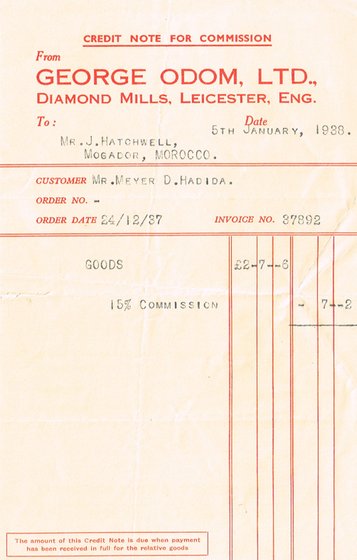 CREDIT NOTE FOR COMMISSION
From
GEORGE ODOM, LTD.,
DIAMOND MILLS, LEICESTER, ENG.
To: Date
5TH JANUARY, 1938.
MR.J.HATCHWELL,
MOGADOR, MOROCCO.
CUSTOMER MR.MEYER D.HADIDA.
ORDER NO. -
ORDER DATE 24/12/37 INVOICE NO. 37892
GOODS £2-7--6
15% COMMISSION - 7--2
The amount of this Credit Note is due when payment
has been received in full for the relative goods